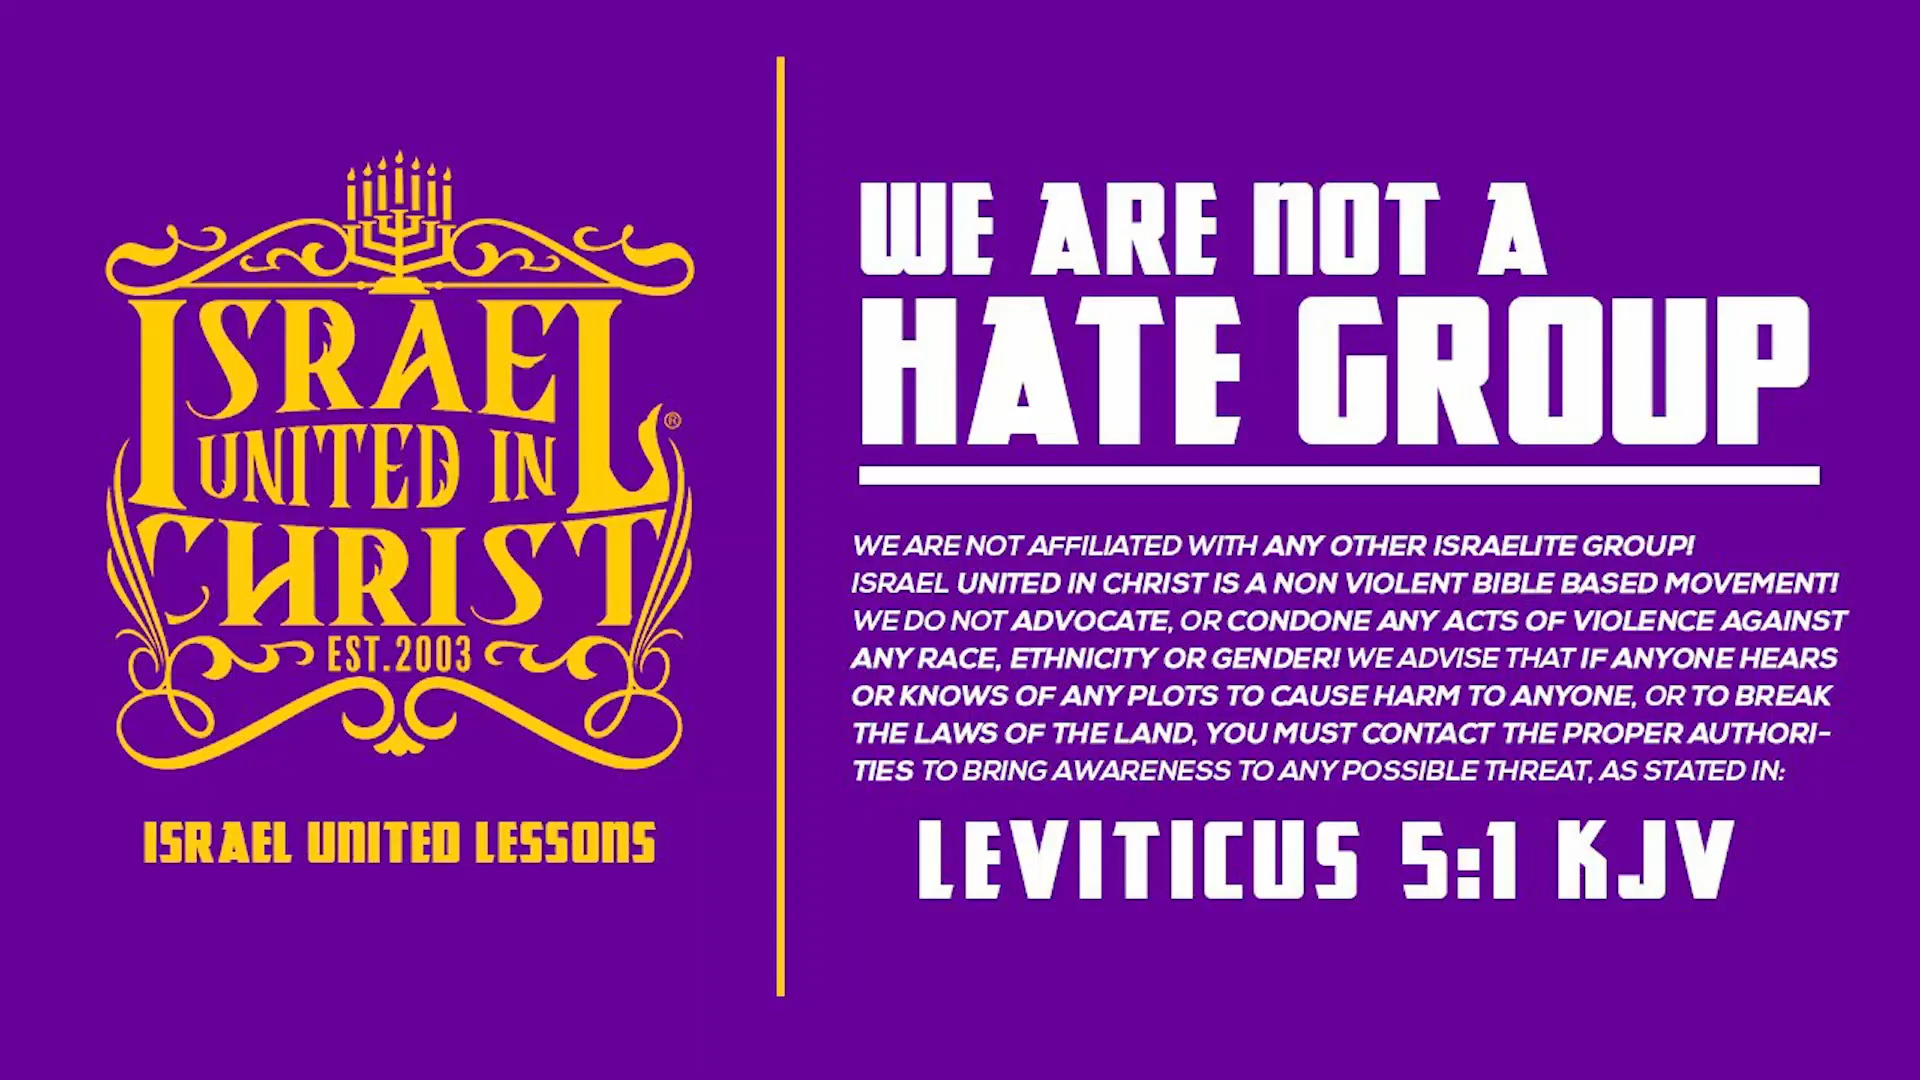 ISRAEL
UNITED IN
CHRIST
®
EST.2003
ISRAEL UNITED LESSONS
WE ARE NOT A
HATE GROUP
WE ARE NOT AFFILIATED WITH ANY OTHER ISRAELITE GROUP!
ISRAEL UNITED IN CHRIST IS A NON VIOLENT BIBLE BASED MOVEMENT!
WE DO NOT ADVOCATE, OR CONDONE ANY ACTS OF VIOLENCE AGAINST
ANY RACE, ETHNICITY OR GENDER! WE ADVISE THAT IF ANYONE HEARS
OR KNOWS OF ANY PLOTS TO CAUSE HARM TO ANYONE, OR TO BREAK
THE LAWS OF THE LAND, YOU MUST CONTACT THE PROPER AUTHORI-
TIES TO BRING AWARENESS TO ANY POSSIBLE THREAT, AS STATED IN:
LEVITICUS 5:1 KJV